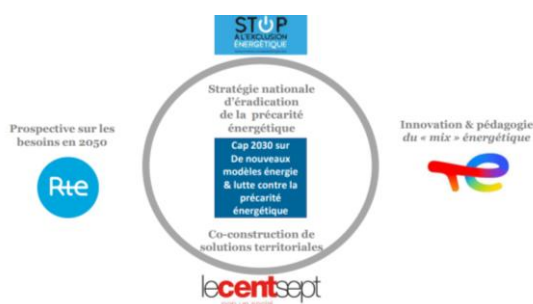 STOP
À L'EXCLUSION
ÉNERGÉTIQUE
Stratégie nationale
d'éradication
de la précarité
énergétique
Prospective sur les
besoins en 2050
Rte
Cap 2030 sur
De nouveaux
modèles énergie
& lutte contre la
précarité
énergétique
Innovation & pédagogie
du « mix » énergétique
Co-construction de
solutions territoriales
lecentsept